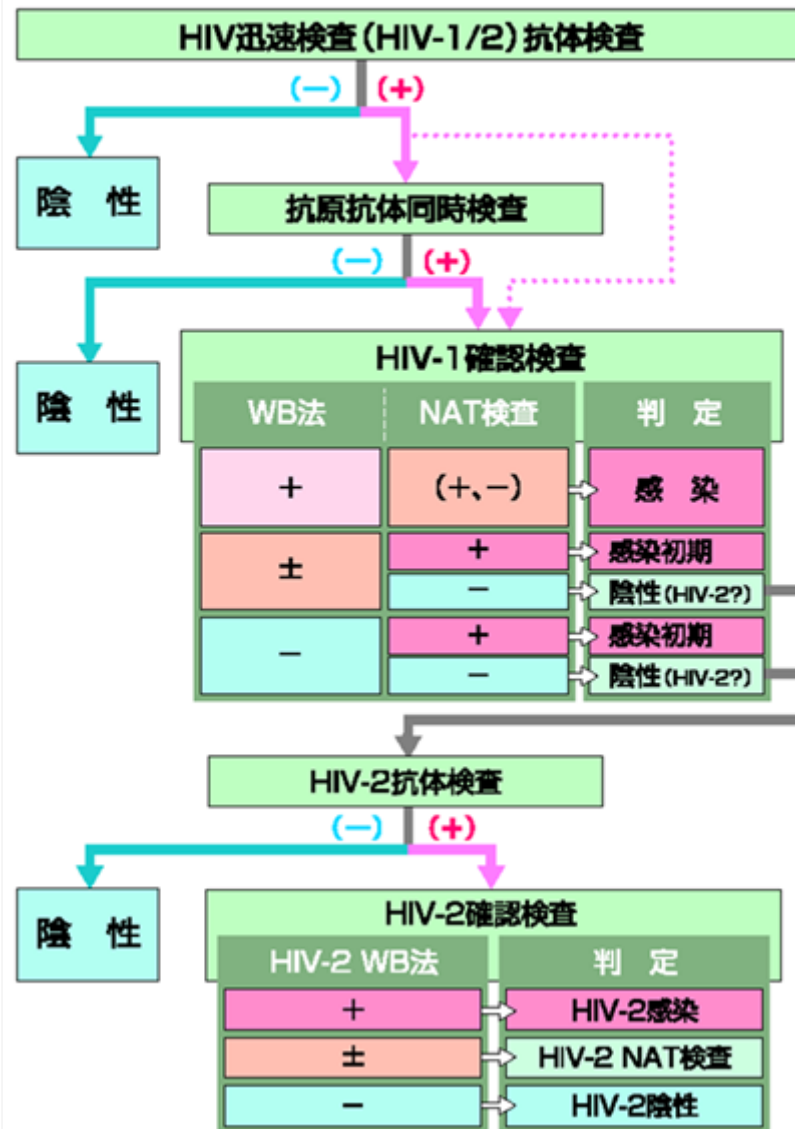 HIV迅速検査(HIV-1/2)抗体検査
(−) (+)
陰 性
抗原抗体同時検査
(−) (+)
陰 性
HIV-1確認検査
WB法 NAT検査 判 定
+ (+、−) 感 染
± + 感染初期
− 陰性(HIV-2?)
− + 感染初期
− 陰性(HIV-2?)
HIV-2抗体検査
(−) (+)
陰 性
HIV-2確認検査
HIV-2 WB法 判 定
+ HIV-2感染
± HIV-2 NAT検査
− HIV-2陰性